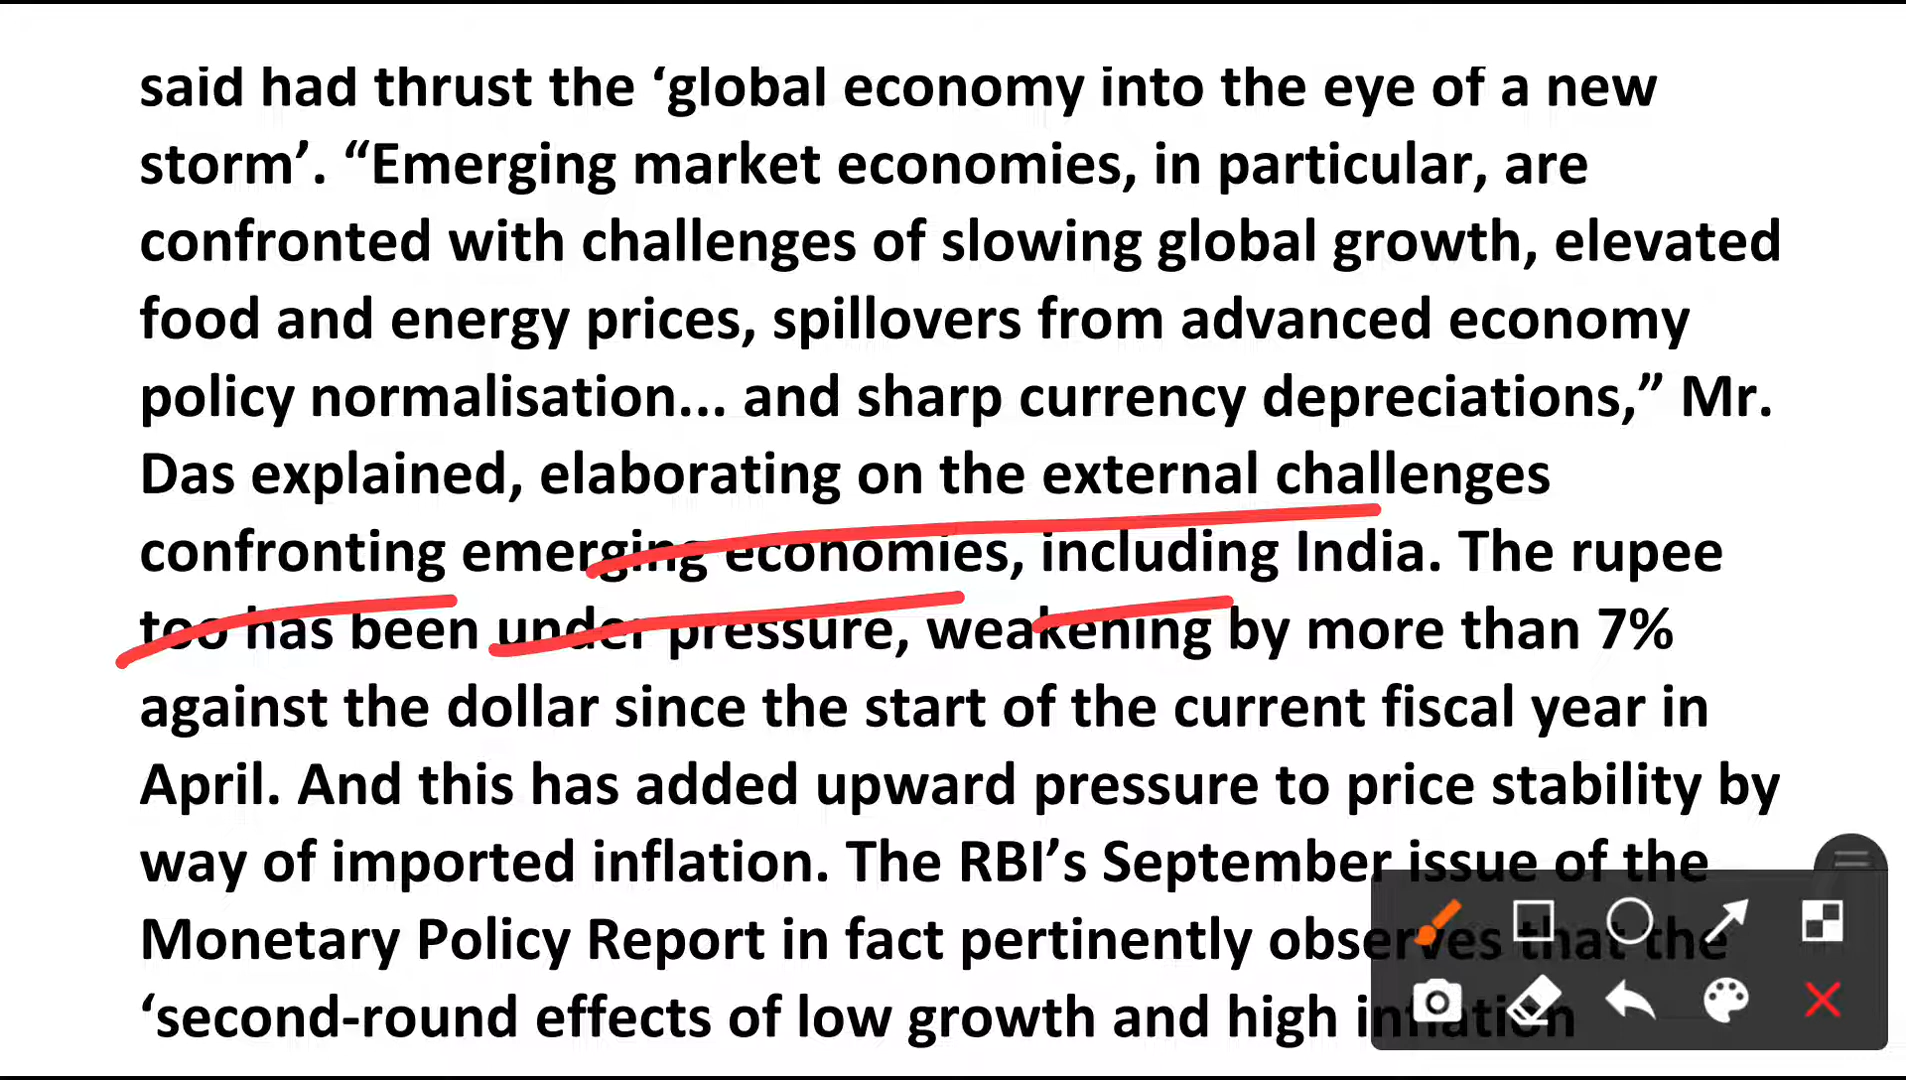 said had thrust the ‘global economy into the eye of a new
storm’. “Emerging market economies, in particular, are
confronted with challenges of slowing global growth, elevated
food and energy prices, spillovers from advanced economy
policy normalisation... and sharp currency depreciations,” Mr.
Das explained, elaborating on the external challenges
confronting emerging economies, including India. The rupee
too has been under pressure, weakening by more than 7%
against the dollar since the start of the current fiscal year in
April. And this has added upward pressure to price stability by
way of imported inflation. The RBI’s September issue of the
Monetary Policy Report in fact pertinently observes that the
‘second-round effects of low growth and high inflation